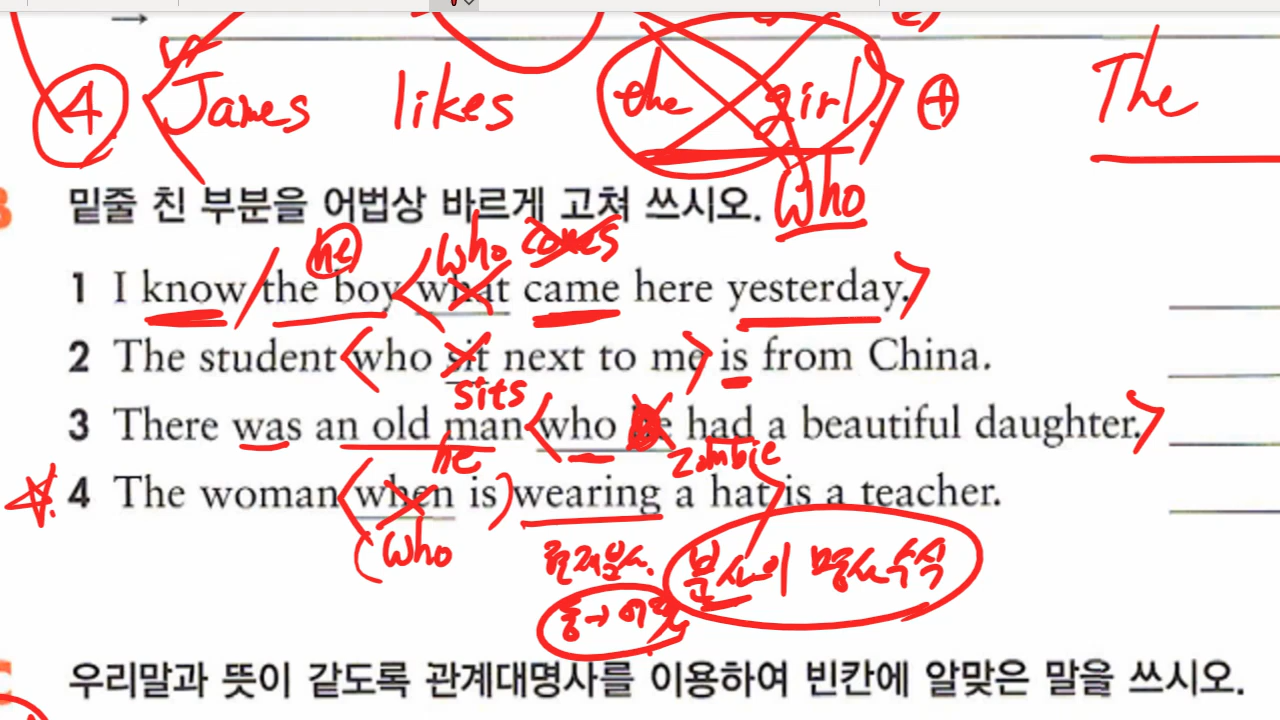 →
④ James likes the girl. ⊕ The
B 밑줄 친 부분을 어법상 바르게 고쳐 쓰시오. who
he who comes
1 I know the boy what came here yesterday.
2 The student who sit next to me is from China.
sits
3 There was an old man who he had a beautiful daughter.
he zombie
4 The woman when is wearing a hat is a teacher.
(who
현재분사. 분사의 명사수식
C 우리말과 뜻이 같도록 관계대명사를 이용하여 빈칸에 알맞은 말을 쓰시오.